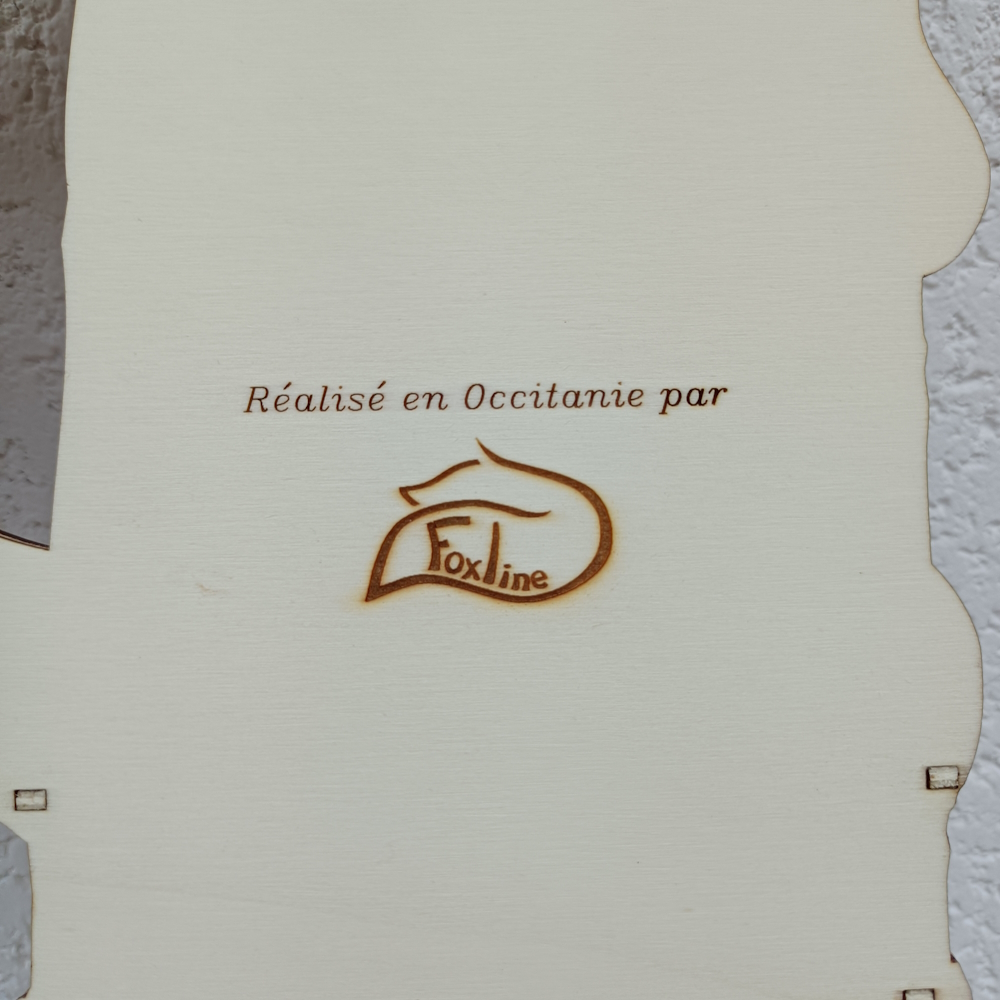 Réalisé en Occitanie par
Foxline